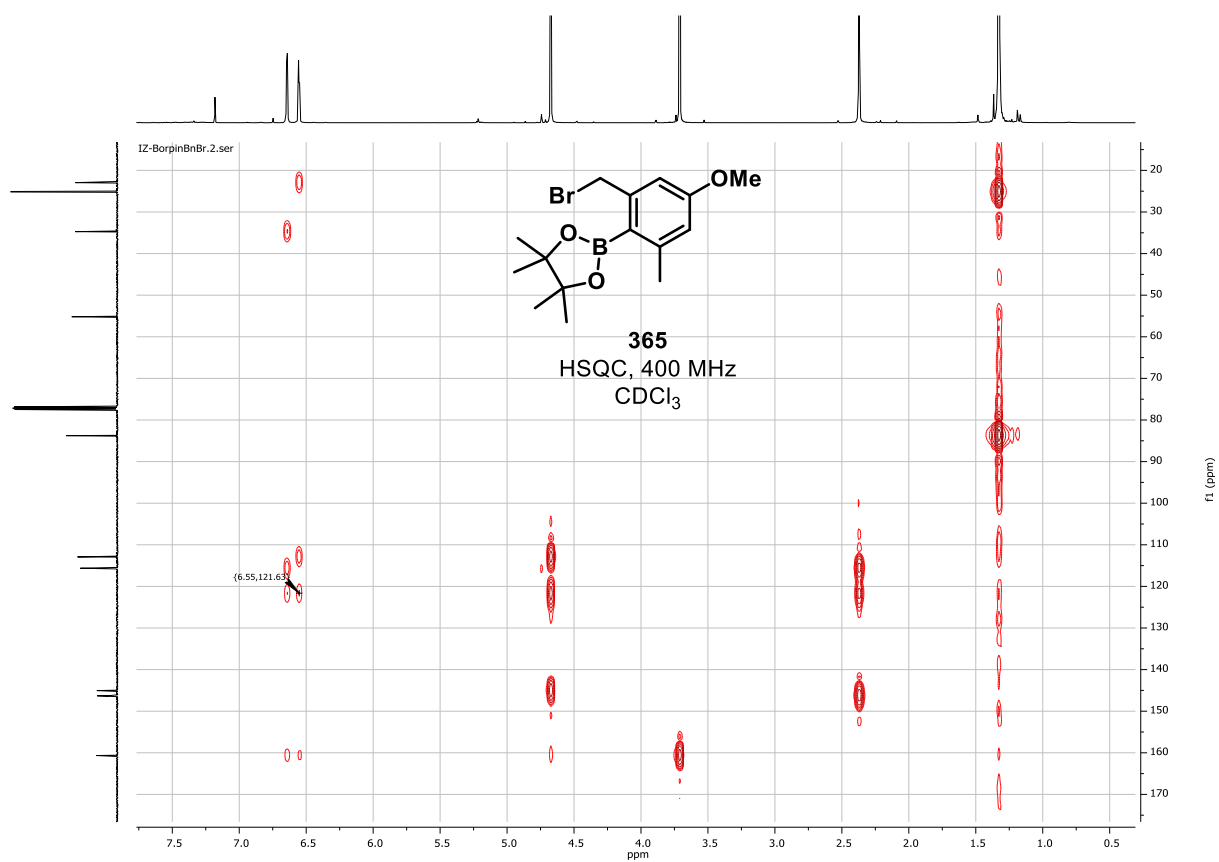 IZ-BorpinBnBr.2.ser
OMe
Br
O
B
O
365
HSQC, 400 MHz
CDCl₃
{6.55,121.63}
20
30
40
50
60
70
80
90
100
110
120
130
140
150
160
170
f1 (ppm)
7.5 7.0 6.5 6.0 5.5 5.0 4.5 4.0 3.5 3.0 2.5 2.0 1.5 1.0 0.5
ppm